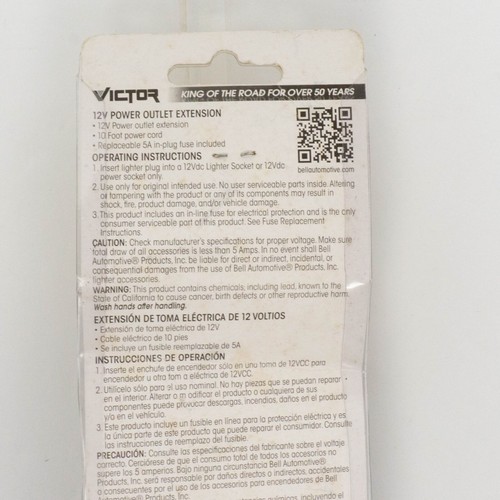 VICTOR KING OF THE ROAD FOR OVER 50 YEARS
12V POWER OUTLET EXTENSION
• 12V Power outlet extension
• 10 Foot power cord
• Replaceable 5A in-plug fuse included
bellautomotive.com
OPERATING INSTRUCTIONS
1. Insert lighter plug into a 12Vdc Lighter Socket or 12Vdc
power socket only.
2. Use only for original intended use. No user serviceable parts inside. Altering
or tampering with the product or any of its components may result in
shock, fire, product damage, and/or vehicle damage.
3. This product includes an in-line fuse for electrical protection and is the only
consumer serviceable part of this product. See Fuse Replacement
Instructions.
CAUTION: Check manufacturer's specifications for proper voltage. Make sure
total draw of all accessories is less than 5 Amps. In no event shall Bell
Automotive® Products, Inc. be liable for direct or indirect, incidental, or
consequential damages from the use of Bell Automotive® Products, Inc.
lighter accessories.
WARNING: This product contains chemicals, including lead, known to the
State of California to cause cancer, birth defects or other reproductive harm.
Wash hands after handling.
EXTENSIÓN DE TOMA ELÉCTRICA DE 12 VOLTIOS
• Extensión de toma eléctrica de 12V
• Cable eléctrico de 10 pies
• Se incluye un fusible reemplazable de 5A
INSTRUCCIONES DE OPERACIÓN
1. Inserte el enchufe de encendedor sólo en una toma de 12VCC para
encendedor u otra toma eléctrica de 12VCC.
2. Utilícelo sólo para el uso normal. No hay piezas que se puedan reparar
en el interior. Alterar o modificar el producto o cualquiera de sus
componentes puede provocar descargas, incendios, daños en el producto
y/o en el vehículo.
3. Este producto incluye un fusible en línea para la protección eléctrica y es
la única parte de este producto que puede reparar el consumidor. Consulte
las instrucciones de reemplazo del fusible.
PRECAUCIÓN: Consulte las especificaciones del fabricante sobre el voltaje
correcto. Cerciórese de que el consumo total de todos los accesorios no
supere los 5 amperios. Bajo ninguna circunstancia Bell Automotive®
Products, Inc. será responsable por daños directos o indirectos, accidentales
o consecuentes por el uso de los accesorios para encendedores de Bell
Automotive® Products, Inc.
químicos, incluyendo el